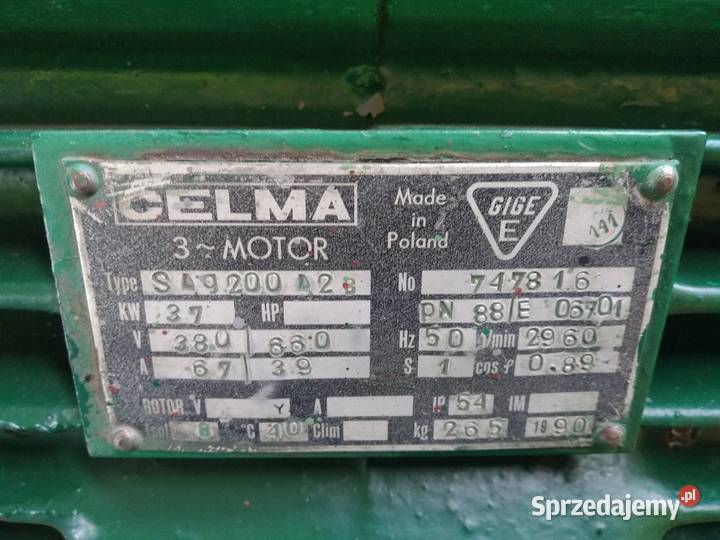 CELMA
3~MOTOR
Made
in
Poland
GIGE
E
191
Type SAg200 L2B No 747816
KW 37 HP PN 88/E 06701
V 380/660 Hz 50 1/min 2960
A 67/39 S 1 cos φ 0.89
ROTOR V Y A IP 54 IM
Isol B °C 40 Clim kg 265 1990
Sprzedajemy.pl